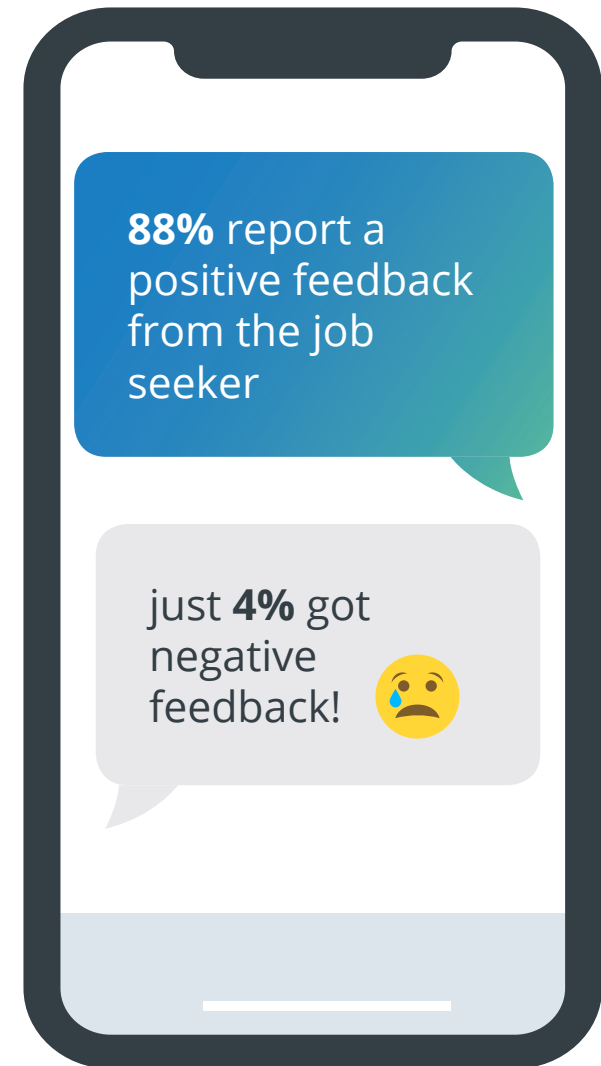 88% report a
positive feedback
from the job
seeker
just 4% got
negative
feedback!